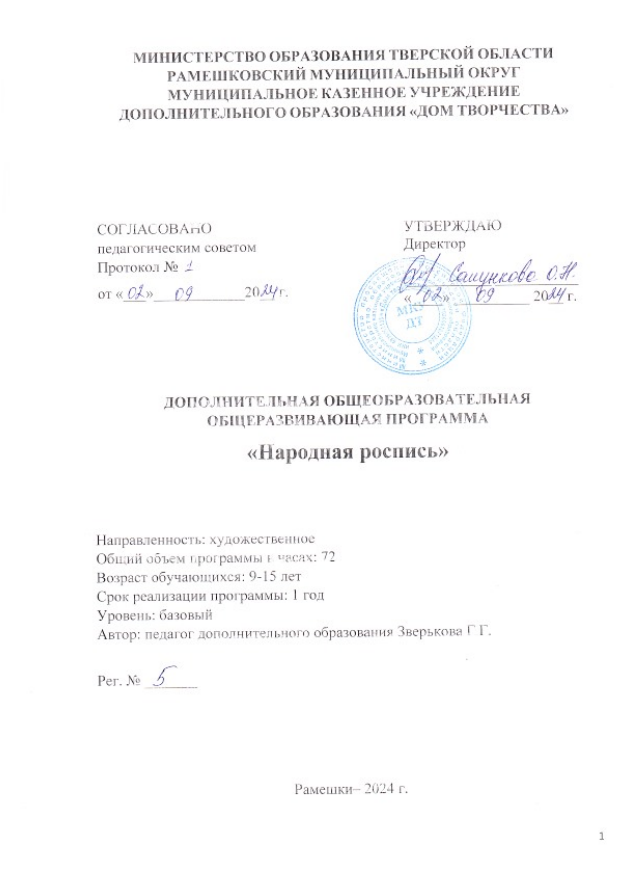 МИНИСТЕРСТВО ОБРАЗОВАНИЯ ТВЕРСКОЙ ОБЛАСТИ
РАМЕШКОВСКИЙ МУНИЦИПАЛЬНЫЙ ОКРУГ
МУНИЦИПАЛЬНОЕ КАЗЕННОЕ УЧРЕЖДЕНИЕ
ДОПОЛНИТЕЛЬНОГО ОБРАЗОВАНИЯ «ДОМ ТВОРЧЕСТВА»
СОГЛАСОВАНО
педагогическим советом
Протокол № 1
от « 02 » 09 2024 г.
УТВЕРЖДАЮ
Директор
О.Н.
« 02 » 09 2024 г.
МКУ
ДТ
ДОПОЛНИТЕЛЬНАЯ ОБЩЕОБРАЗОВАТЕЛЬНАЯ
ОБЩЕРАЗВИВАЮЩАЯ ПРОГРАММА
«Народная роспись»
Направленность: художественное
Общий объем программы в часах: 72
Возраст обучающихся: 9-15 лет
Срок реализации программы: 1 год
Уровень: базовый
Автор: педагог дополнительного образования Зверькова Г Г.
Рег. № 5
Рамешки– 2024 г.
1